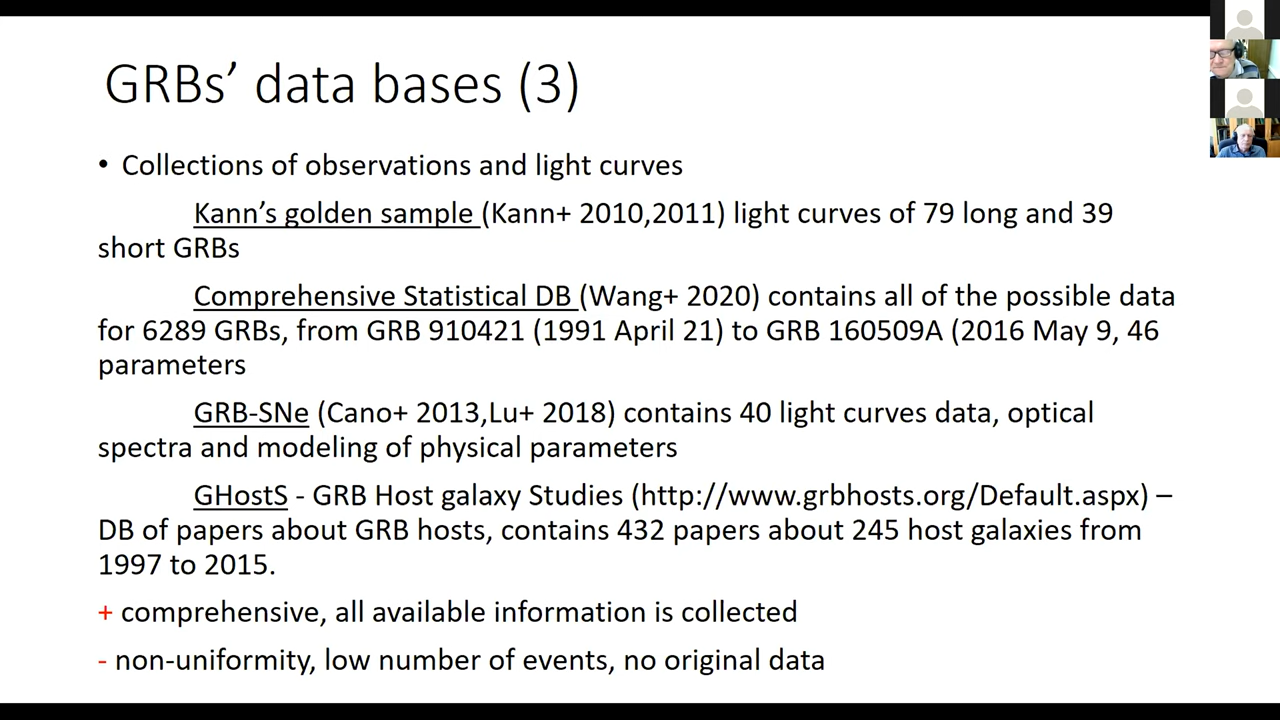 GRBs’ data bases (3)
• Collections of observations and light curves
Kann’s golden sample (Kann+ 2010,2011) light curves of 79 long and 39
short GRBs
Comprehensive Statistical DB (Wang+ 2020) contains all of the possible data
for 6289 GRBs, from GRB 910421 (1991 April 21) to GRB 160509A (2016 May 9, 46
parameters
GRB-SNe (Cano+ 2013,Lu+ 2018) contains 40 light curves data, optical
spectra and modeling of physical parameters
GHostS - GRB Host galaxy Studies (http://www.grbhosts.org/Default.aspx) –
DB of papers about GRB hosts, contains 432 papers about 245 host galaxies from
1997 to 2015.
+ comprehensive, all available information is collected
- non-uniformity, low number of events, no original data